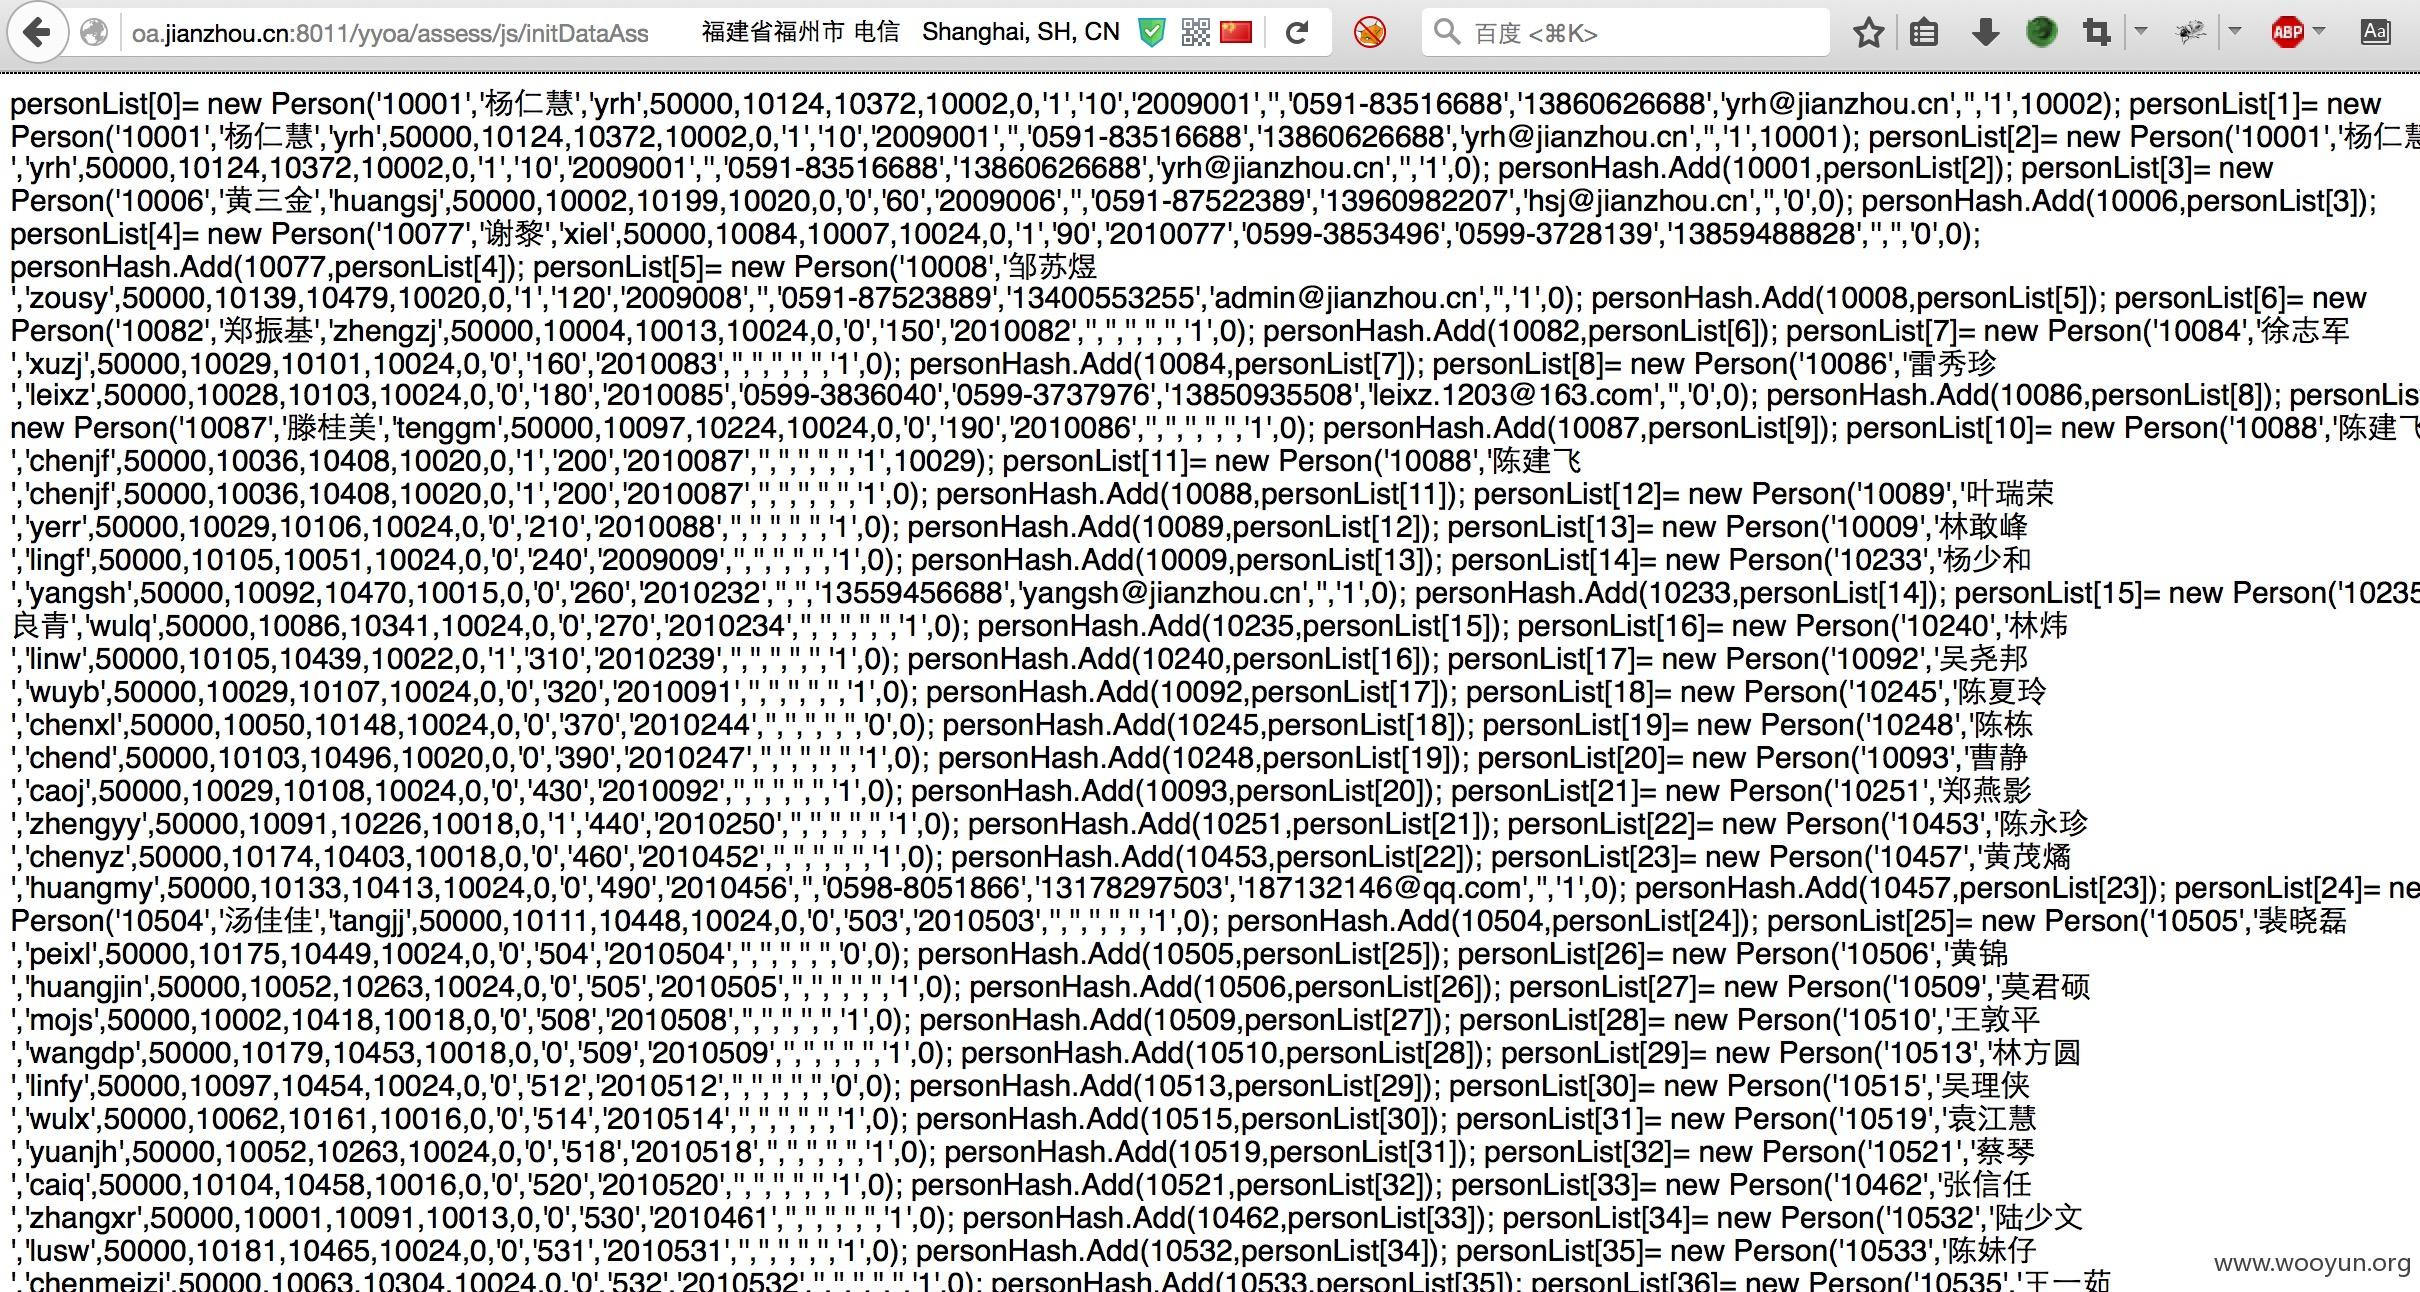 oa.jianzhou.cn:8011/yyoa/assess/js/initDataAss 福建省福州市 电信 Shanghai, SH, CN 百度 <⌘K> ABP Aa
personList[0]= new Person('10001','杨仁慧','yrh',50000,10124,10372,10002,0,'1','10','2009001','','0591-83516688','13860626688','yrh@jianzhou.cn','','1',10002); personList[1]= new
Person('10001','杨仁慧','yrh',50000,10124,10372,10002,0,'1','10','2009001','','0591-83516688','13860626688','yrh@jianzhou.cn','','1',10001); personList[2]= new Person('10001','杨仁慧
','yrh',50000,10124,10372,10002,0,'1','10','2009001','','0591-83516688','13860626688','yrh@jianzhou.cn','','1',0); personHash.Add(10001,personList[2]); personList[3]= new
Person('10006','黄三金','huangsj',50000,10002,10199,10020,0,'0','60','2009006','','0591-87522389','13960982207','hsj@jianzhou.cn','','0',0); personHash.Add(10006,personList[3]);
personList[4]= new Person('10077','谢黎','xiel',50000,10084,10007,10024,0,'1','90','2010077','0599-3853496','0599-3728139','13859488828','','','0',0);
personHash.Add(10077,personList[4]); personList[5]= new Person('10008','邹苏煜
','zousy',50000,10139,10479,10020,0,'1','120','2009008','','0591-87523889','13400553255','admin@jianzhou.cn','','1',0); personHash.Add(10008,personList[5]); personList[6]= new
Person('10082','郑振基','zhengzj',50000,10004,10013,10024,0,'0','150','2010082','','','','','','1',0); personHash.Add(10082,personList[6]); personList[7]= new Person('10084','徐志军
','xuzj',50000,10029,10101,10024,0,'0','160','2010083','','','','','','1',0); personHash.Add(10084,personList[7]); personList[8]= new Person('10086','雷秀珍
','leixz',50000,10028,10103,10024,0,'0','180','2010085','0599-3836040','0599-3737976','13850935508','leixz.1203@163.com','','0',0); personHash.Add(10086,personList[8]); personLis
new Person('10087','滕桂美','tenggm',50000,10097,10224,10024,0,'0','190','2010086','','','','','','1',0); personHash.Add(10087,personList[9]); personList[10]= new Person('10088','陈建飞
','chenjf',50000,10036,10408,10020,0,'1','200','2010087','','','','','','1',10029); personList[11]= new Person('10088','陈建飞
','chenjf',50000,10036,10408,10020,0,'1','200','2010087','','','','','','1',0); personHash.Add(10088,personList[11]); personList[12]= new Person('10089','叶瑞荣
','yerr',50000,10029,10106,10024,0,'0','210','2010088','','','','','','1',0); personHash.Add(10089,personList[12]); personList[13]= new Person('10009','林敢峰
','lingf',50000,10105,10051,10024,0,'0','240','2009009','','','','','','1',0); personHash.Add(10009,personList[13]); personList[14]= new Person('10233','杨少和
','yangsh',50000,10092,10470,10015,0,'0','260','2010232','','','13559456688','yangsh@jianzhou.cn','','1',0); personHash.Add(10233,personList[14]); personList[15]= new Person('10235
良青','wulq',50000,10086,10341,10024,0,'0','270','2010234','','','','','','1',0); personHash.Add(10235,personList[15]); personList[16]= new Person('10240','林炜
','linw',50000,10105,10439,10022,0,'1','310','2010239','','','','','','1',0); personHash.Add(10240,personList[16]); personList[17]= new Person('10092','吴尧邦
','wuyb',50000,10029,10107,10024,0,'0','320','2010091','','','','','','1',0); personHash.Add(10092,personList[17]); personList[18]= new Person('10245','陈夏玲
','chenxl',50000,10050,10148,10024,0,'0','370','2010244','','','','','','0',0); personHash.Add(10245,personList[18]); personList[19]= new Person('10248','陈栋
','chend',50000,10103,10496,10020,0,'0','390','2010247','','','','','','1',0); personHash.Add(10248,personList[19]); personList[20]= new Person('10093','曹静
','caoj',50000,10029,10108,10024,0,'0','430','2010092','','','','','','1',0); personHash.Add(10093,personList[20]); personList[21]= new Person('10251','郑燕影
','zhengyy',50000,10091,10226,10018,0,'1','440','2010250','','','','','','1',0); personHash.Add(10251,personList[21]); personList[22]= new Person('10453','陈永珍
','chenyz',50000,10174,10403,10018,0,'0','460','2010452','','','','','','1',0); personHash.Add(10453,personList[22]); personList[23]= new Person('10457','黄茂燏
','huangmy',50000,10133,10413,10024,0,'0','490','2010456','','0598-8051866','13178297503','187132146@qq.com','','1',0); personHash.Add(10457,personList[23]); personList[24]= ne
Person('10504','汤佳佳','tangjj',50000,10111,10448,10024,0,'0','503','2010503','','','','','','1',0); personHash.Add(10504,personList[24]); personList[25]= new Person('10505','裴晓磊
','peixl',50000,10175,10449,10024,0,'0','504','2010504','','','','','','0',0); personHash.Add(10505,personList[25]); personList[26]= new Person('10506','黄锦
','huangjin',50000,10052,10263,10024,0,'0','505','2010505','','','','','','1',0); personHash.Add(10506,personList[26]); personList[27]= new Person('10509','莫君硕
','mojs',50000,10002,10418,10018,0,'0','508','2010508','','','','','','1',0); personHash.Add(10509,personList[27]); personList[28]= new Person('10510','王敦平
','wangdp',50000,10179,10453,10018,0,'0','509','2010509','','','','','','1',0); personHash.Add(10510,personList[28]); personList[29]= new Person('10513','林方圆
','linfy',50000,10097,10454,10024,0,'0','512','2010512','','','','','','0',0); personHash.Add(10513,personList[29]); personList[30]= new Person('10515','吴理侠
','wulx',50000,10062,10161,10016,0,'0','514','2010514','','','','','','1',0); personHash.Add(10515,personList[30]); personList[31]= new Person('10519','袁江慧
','yuanjh',50000,10052,10263,10024,0,'0','518','2010518','','','','','','1',0); personHash.Add(10519,personList[31]); personList[32]= new Person('10521','蔡琴
','caiq',50000,10104,10458,10016,0,'0','520','2010520','','','','','','1',0); personHash.Add(10521,personList[32]); personList[33]= new Person('10462','张信任
','zhangxr',50000,10001,10091,10013,0,'0','530','2010461','','','','','','1',0); personHash.Add(10462,personList[33]); personList[34]= new Person('10532','陆少文
','lusw',50000,10181,10465,10024,0,'0','531','2010531','','','','','','1',0); personHash.Add(10532,personList[34]); personList[35]= new Person('10533','陈妹仔
','chenmeizi',50000,10063,10304,10024,0,'0','532','2010532','','','','','','1',0); personHash.Add(10533,personList[35]); personList[36]= new Person('10535','王一茹
www.wooyun.org